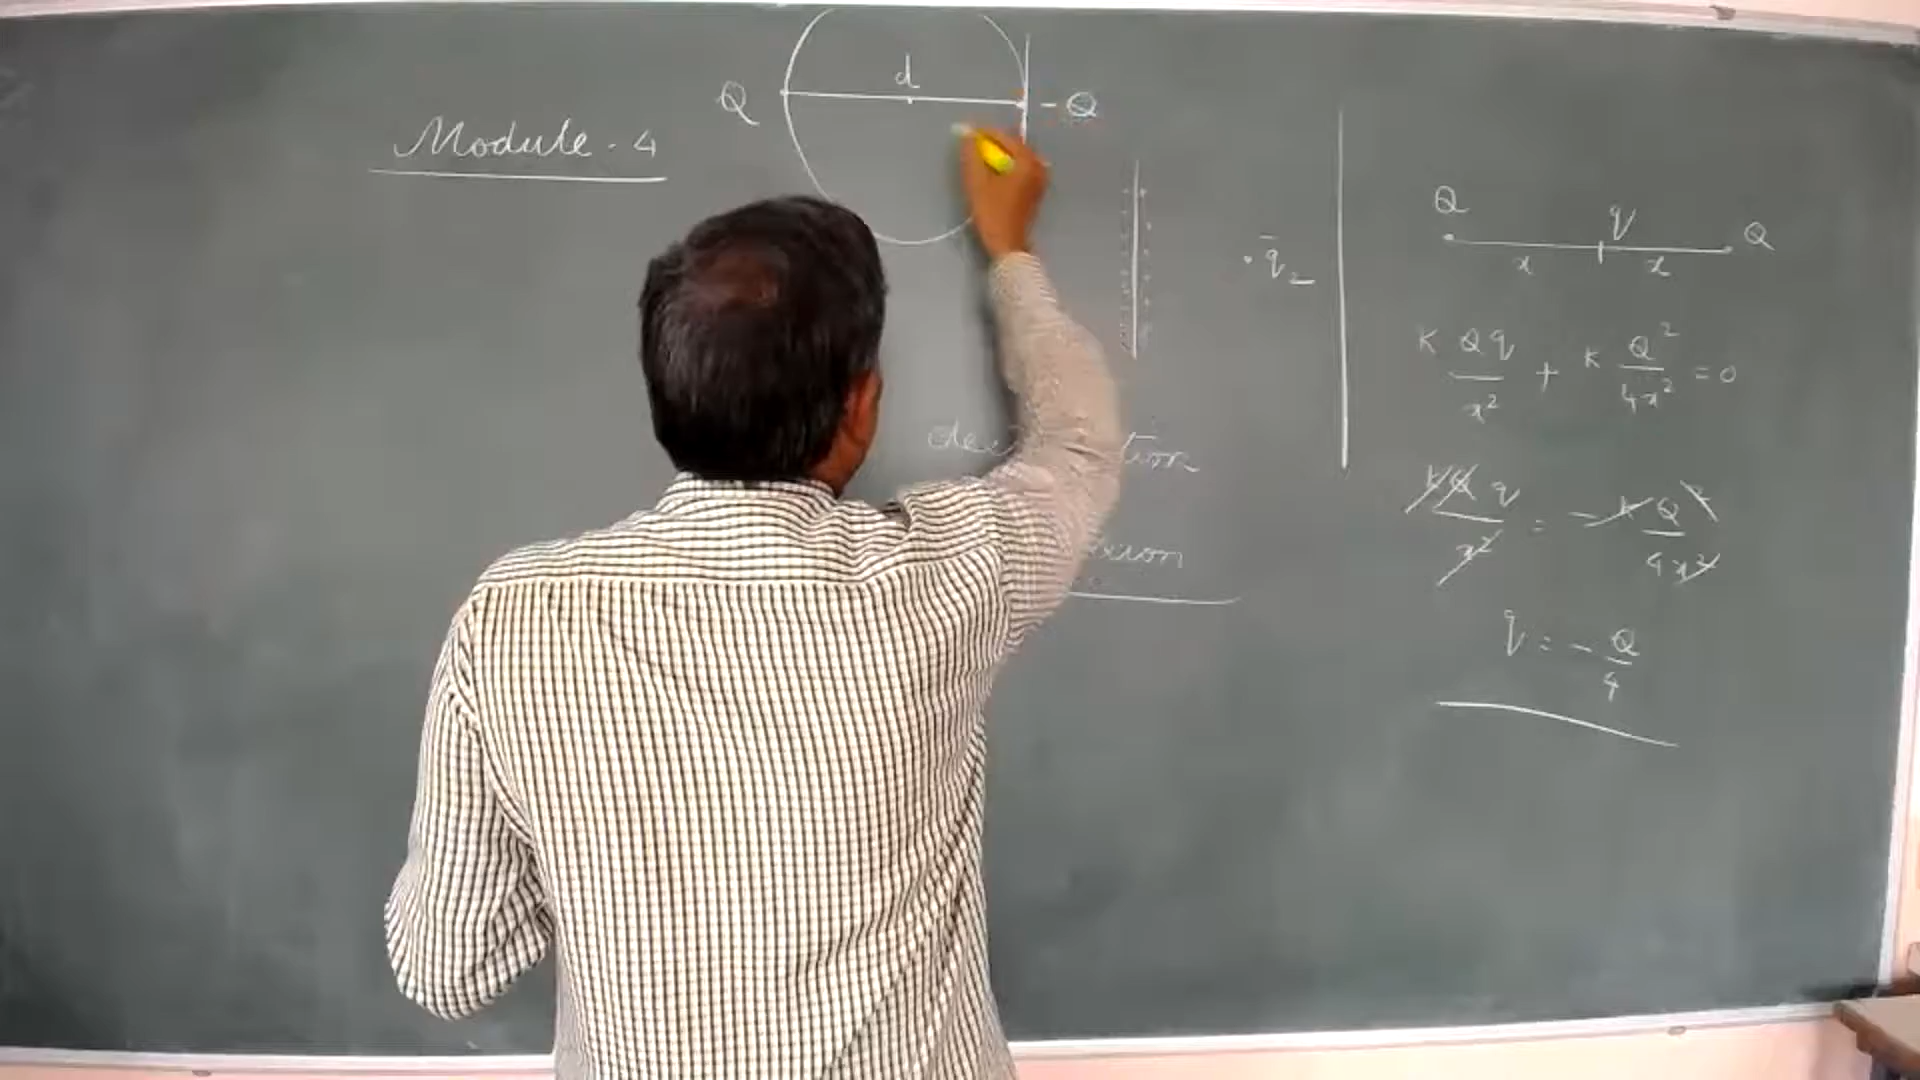 Module - 4
Q d - Q
- q₂
Q q Q
x x
K Qq/x² + K Q²/4x² = 0
KQq/x² = - KQ²/4x²
q = - Q/4